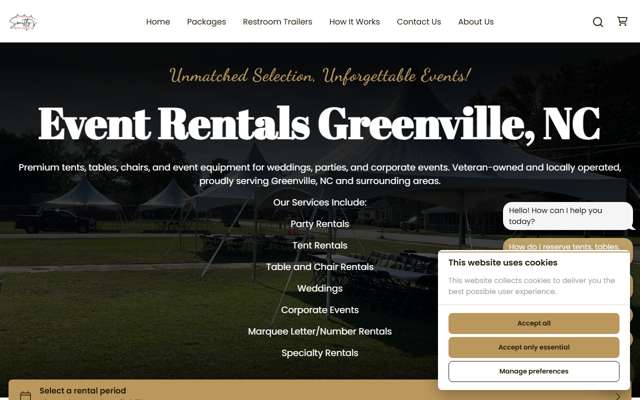 Smitty's
Home
Packages
Restroom Trailers
How It Works
Contact Us
About Us
Unmatched Selection, Unforgettable Events!
Event Rentals Greenville, NC
Premium tents, tables, chairs, and event equipment for weddings, parties, and corporate events. Veteran-owned and locally operated,
proudly serving Greenville, NC and surrounding areas.
Our Services Include:
Party Rentals
Tent Rentals
Table and Chair Rentals
Weddings
Corporate Events
Marquee Letter/Number Rentals
Specialty Rentals
Hello! How can I help you
today?
How do I reserve tents, tables,
This website uses cookies
This website collects cookies to deliver you the
best possible user experience.
Accept all
Accept only essential
Manage preferences
Select a rental period